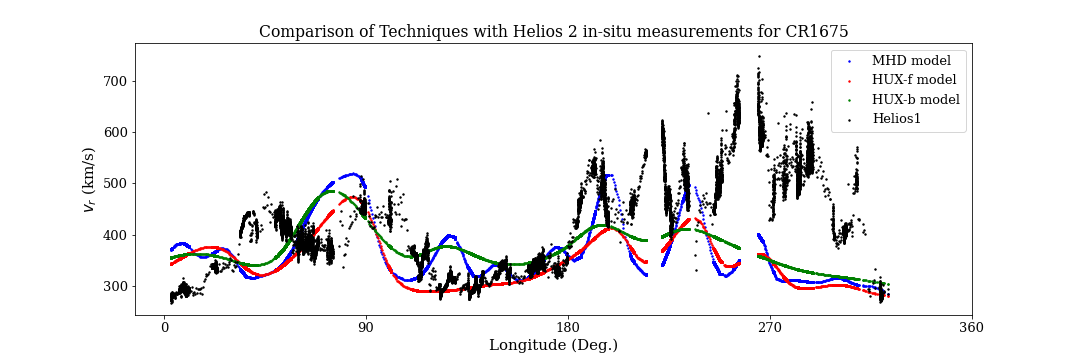 Comparison of Techniques with Helios 2 in-situ measurements for CR1675
MHD model
HUX-f model
HUX-b model
Helios1
700
600
500
400
300
v_r (km/s)
0 90 180 270 360
Longitude (Deg.)